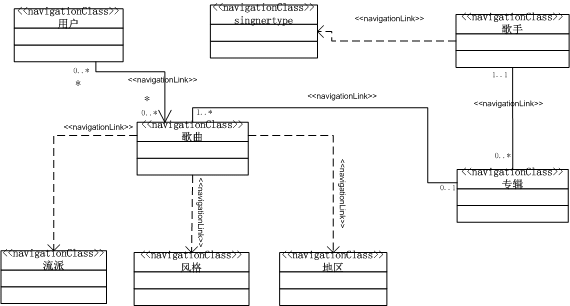 <<navigationClass>>
用户
<<navigationClass>>
singnertype
<<navigationLink>>
<<navigationClass>>
歌手
0..*
*
<<navigationLink>>
1..1
*
0..*
1..*
<<navigationLink>>
<<navigationLink>>
<<navigationLink>>
<<navigationClass>>
歌曲
0..*
<<navigationClass>>
专辑
0..1
<<navigationLink>>
<<navigationLink>>
<<navigationClass>>
流派
<<navigationClass>>
风格
<<navigationClass>>
地区